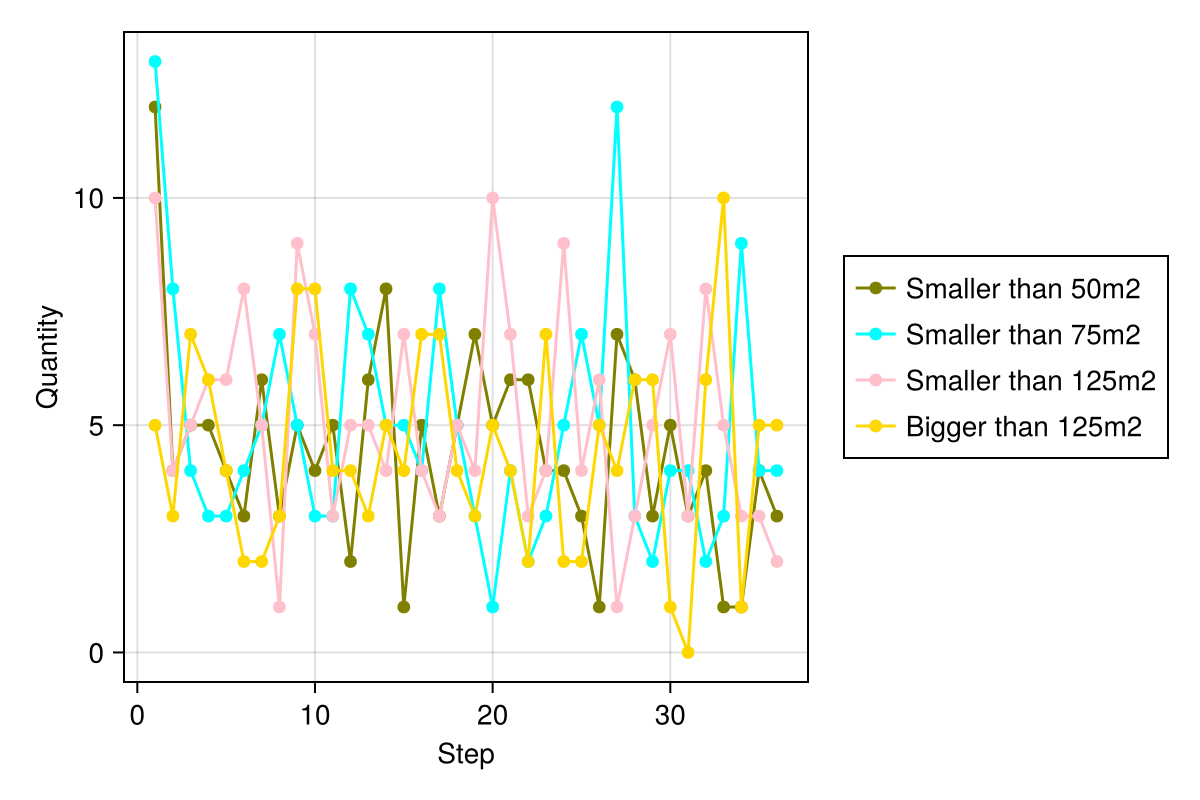 10
5
0
Quantity
0 10 20 30
Step
Smaller than 50m2
Smaller than 75m2
Smaller than 125m2
Bigger than 125m2